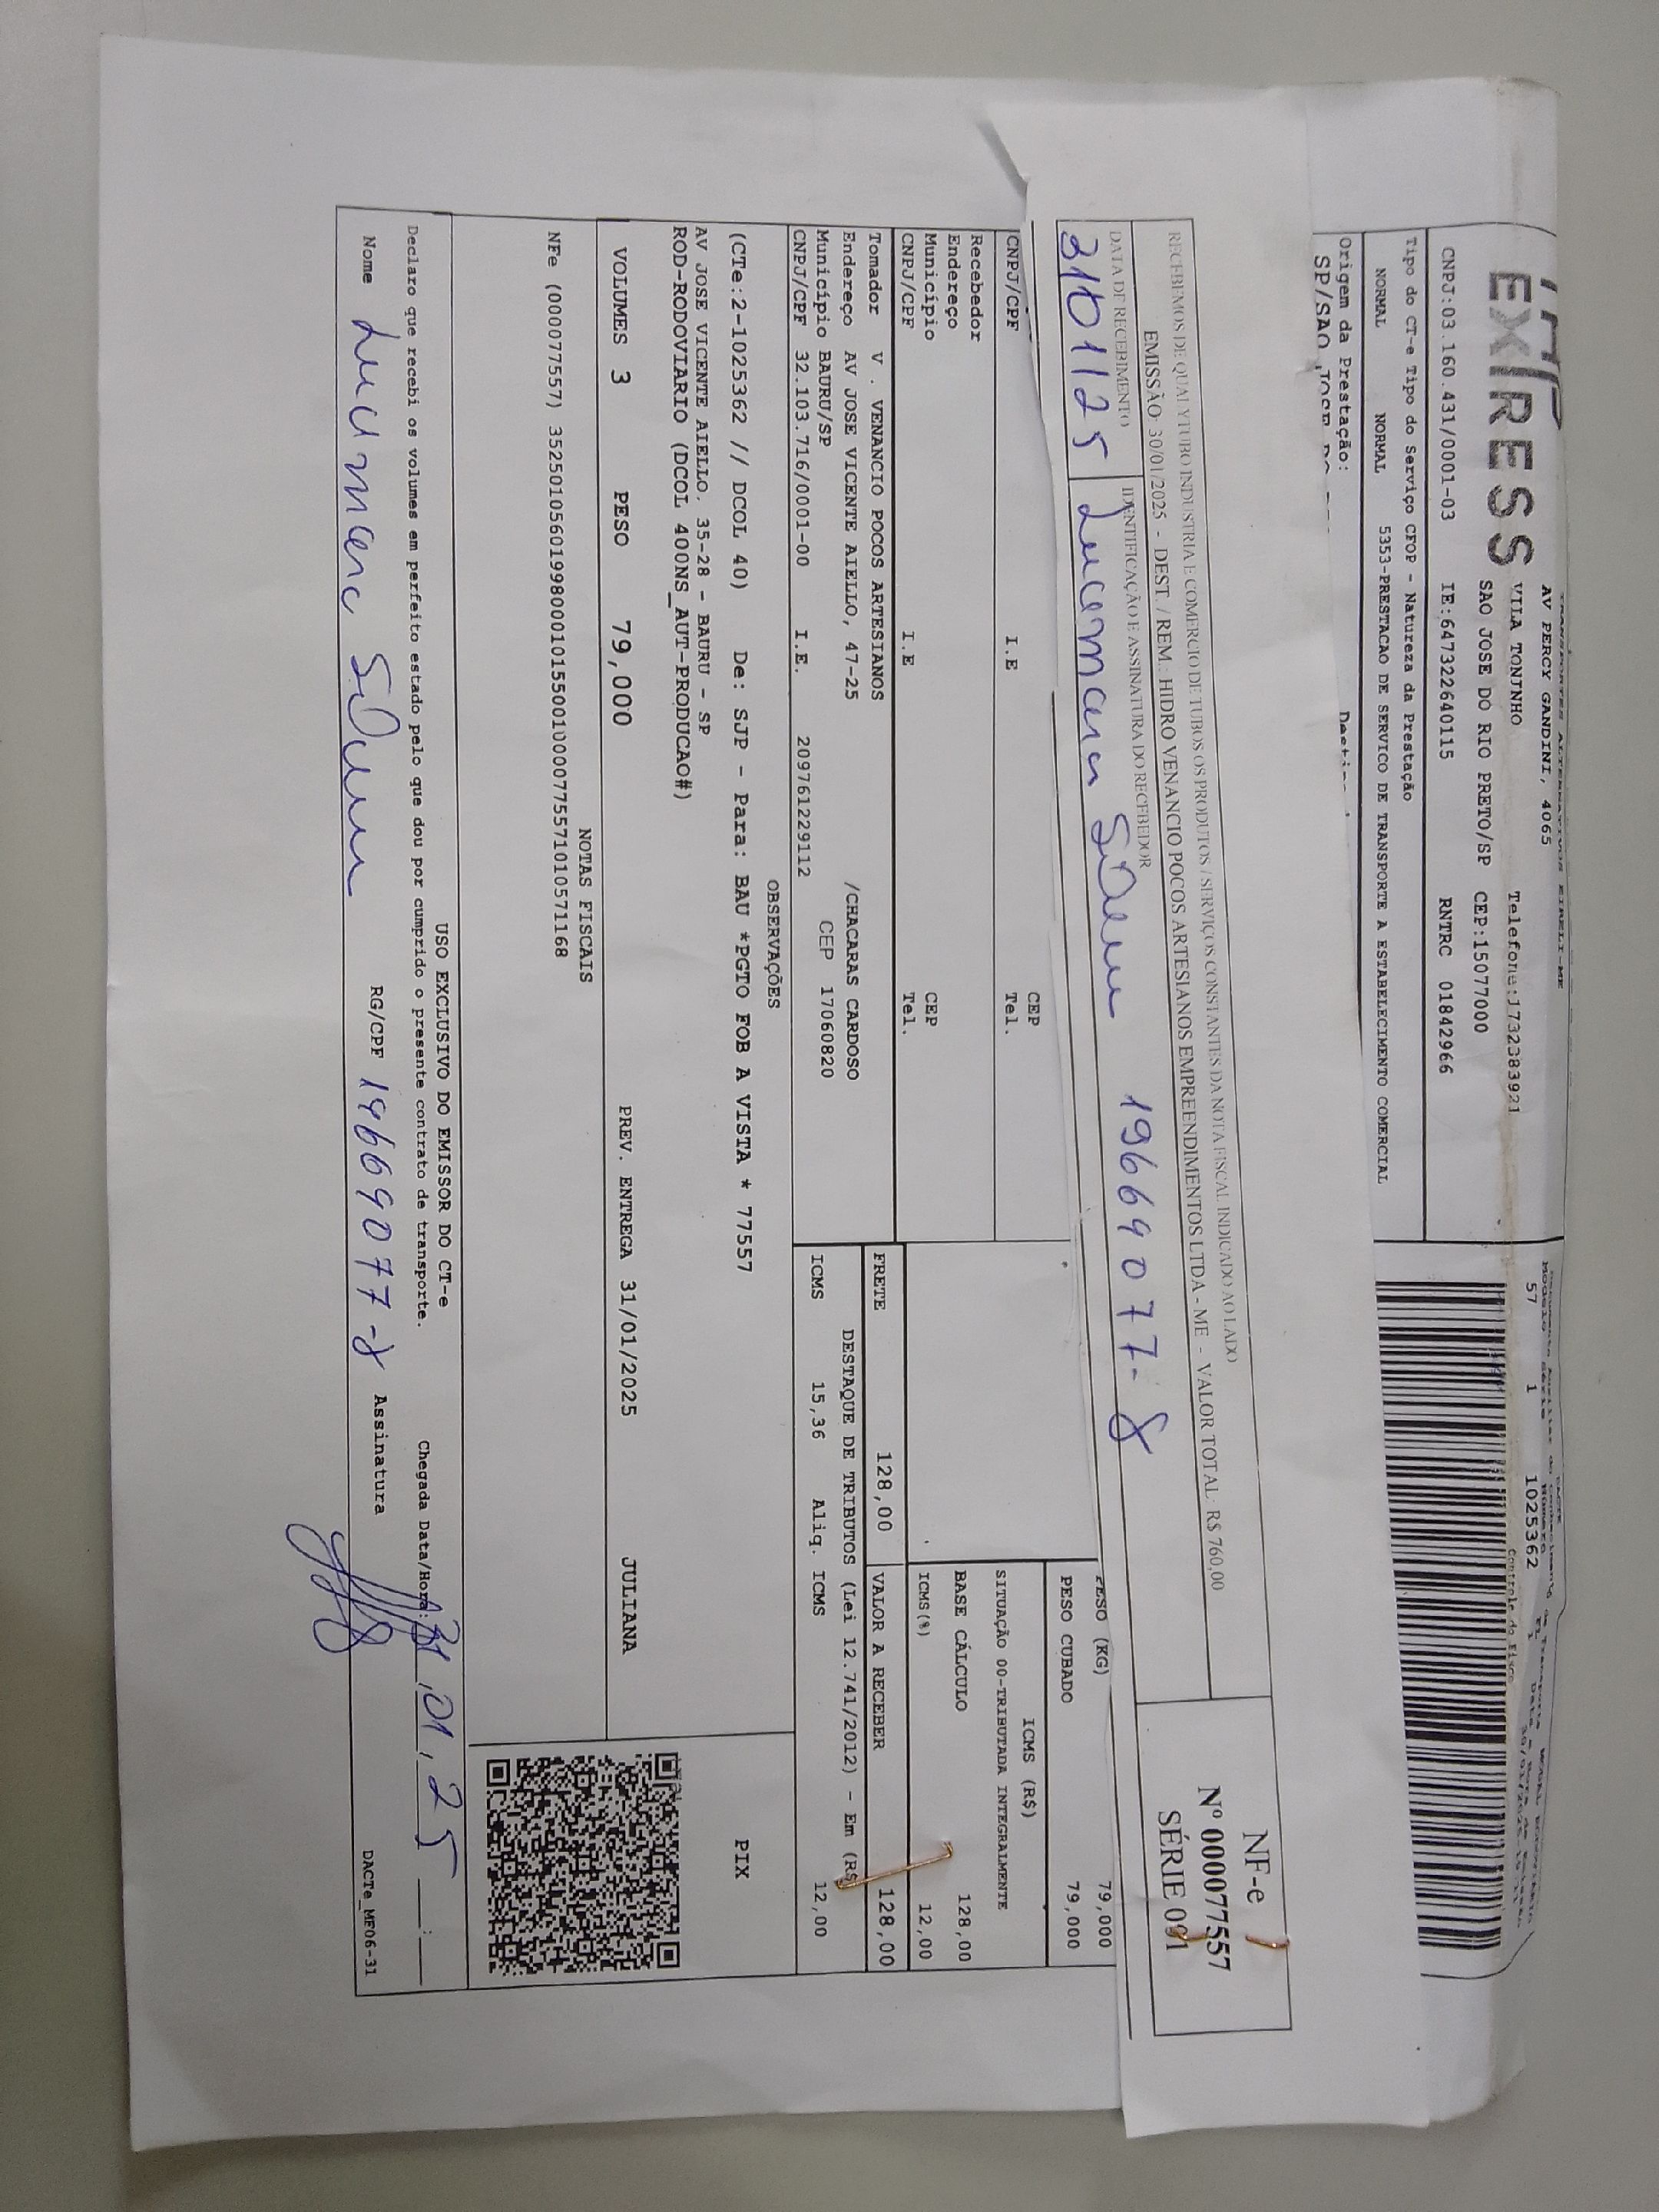 EXPRESS
AV PERCY GANDINI, 4065
VILA TONINHO
Telefone:1732383921
SAO JOSE DO RIO PRETO/SP CEP:15077000
CNPJ:03.160.431/0001-03 IE:647322640115 RNTRC 01842966
57 1 1025362
Controle do Fisco
Tipo do CT-e Tipo do Serviço CFOP - Natureza da Prestação
NORMAL NORMAL 5353-PRESTACAO DE SERVICO DE TRANSPORTE A ESTABELECIMENTO COMERCIAL
Origem da Prestação:
RECEBEMOS DE QUALYTUBO INDUSTRIA E COMERCIO DE TUBOS OS PRODUTOS / SERVIÇOS CONSTANTES DA NOTA FISCAL INDICADO AO LADO
EMISSÃO: 30/01/2025 - DEST. / REM.: HIDRO VENANCIO POCOS ARTESIANOS EMPREENDIMENTOS LTDA - ME - VALOR TOTAL: R$ 760,00
DATA DE RECEBIMENTO IDENTIFICAÇÃO E ASSINATURA DO RECEBEDOR
31 01 25 19669077-8
NF-e
Nº 000077557
SÉRIE 001
PESO (KG) 79,000
PESO CUBADO 79,000
CNPJ/CPF I.E CEP
Tel.
ICMS (R$)
SITUAÇÃO 00-TRIBUTADA INTEGRALMENTE
BASE CÁLCULO 128,00
ICMS(%) 12,00
Recebedor
Endereço
Município CEP
CNPJ/CPF I.E Tel.
Tomador V . VENANCIO POCOS ARTESIANOS
Endereço AV JOSE VICENTE AIELLO, 47-25 /CHACARAS CARDOSO
Município BAURU/SP CEP 17060820
CNPJ/CPF 32.103.716/0001-00 I.E. 209761229112
FRETE 128,00 VALOR A RECEBER 128,00
DESTAQUE DE TRIBUTOS (Lei 12.741/2012) - Em (R$
ICMS 15,36 Aliq. ICMS 12,00
OBSERVAÇÕES
(CTe:2-1025362 // DCOL 40) De: SJP - Para: BAU *PGTO FOB A VISTA * 77557
AV JOSE VICENTE AIELLO, 35-28 - BAURU - SP
ROD-RODOVIARIO (DCOL 400NS_AUT-PRODUCAO#)
PIX
VOLUMES 3 PESO 79,000 PREV. ENTREGA 31/01/2025 JULIANA
NOTAS FISCAIS
NFe (000077557) 35250105601998000101550010000775571010571168
USO EXCLUSIVO DO EMISSOR DO CT-e
Declaro que recebi os volumes em perfeito estado pelo que dou por cumprido o presente contrato de transporte. Chegada Data/Hora: 31,01,25 :
Nome RG/CPF 19669077-8 Assinatura
DACTe_MF06-31